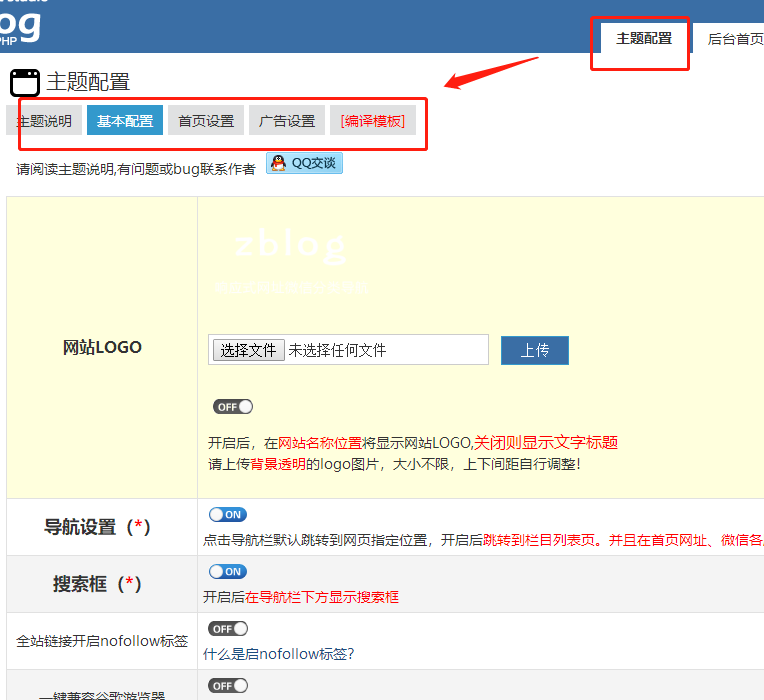 og
PHP
主题配置
后台首页
主题配置
主题说明
基本配置
首页设置
广告设置
[编译模板]
请阅读主题说明,有问题或bug联系作者
QQ交谈
zblog
网站LOGO
选择文件 未选择任何文件
上传
OFF
开启后，在网站名称位置将显示网站LOGO,关闭则显示文字标题
请上传背景透明的logo图片，大小不限，上下间距自行调整！
导航设置（*）
ON
点击导航栏默认跳转到网页指定位置，开启后跳转到栏目列表页。并且在首页网址、微信各
搜索框（*）
ON
开启后在导航栏下方显示搜索框
全站链接开启nofollow标签
OFF
什么是启nofollow标签？
一键兼容谷歌游览器
OFF